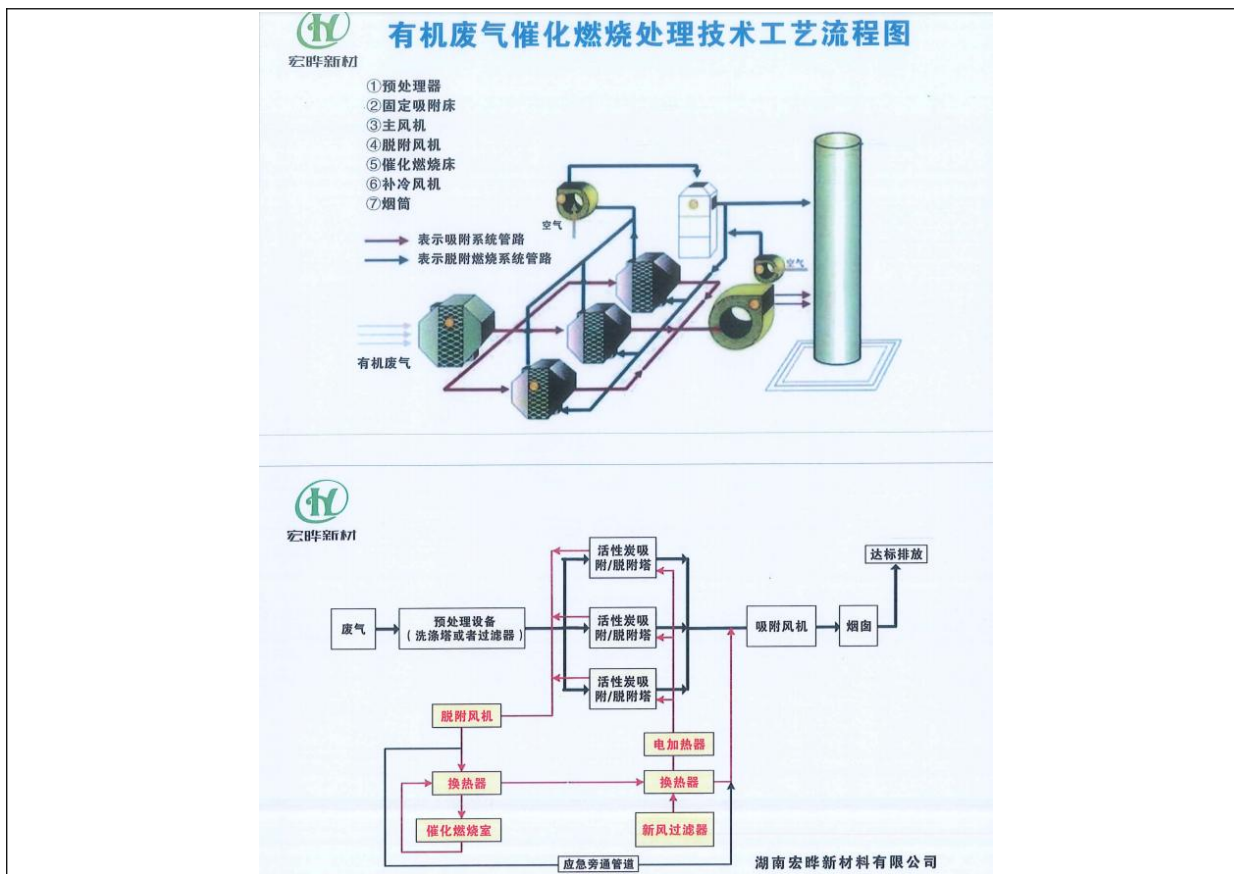 有机废气催化燃烧处理技术工艺流程图
宏晔新材
①预处理器
②固定吸附床
③主风机
④脱附风机
⑤催化燃烧床
⑥补冷风机
⑦烟筒
空气
表示吸附系统管路
表示脱附燃烧系统管路
空气
有机废气
宏晔新材
活性炭吸
附/脱附塔
达标排放
废气
预处理设备
（洗涤塔或者过滤器）
活性炭吸
附/脱附塔
吸附风机
烟囱
活性炭吸
附/脱附塔
脱附风机
电加热器
换热器
换热器
催化燃烧室
新风过滤器
应急旁通管道
湖南宏晔新材料有限公司